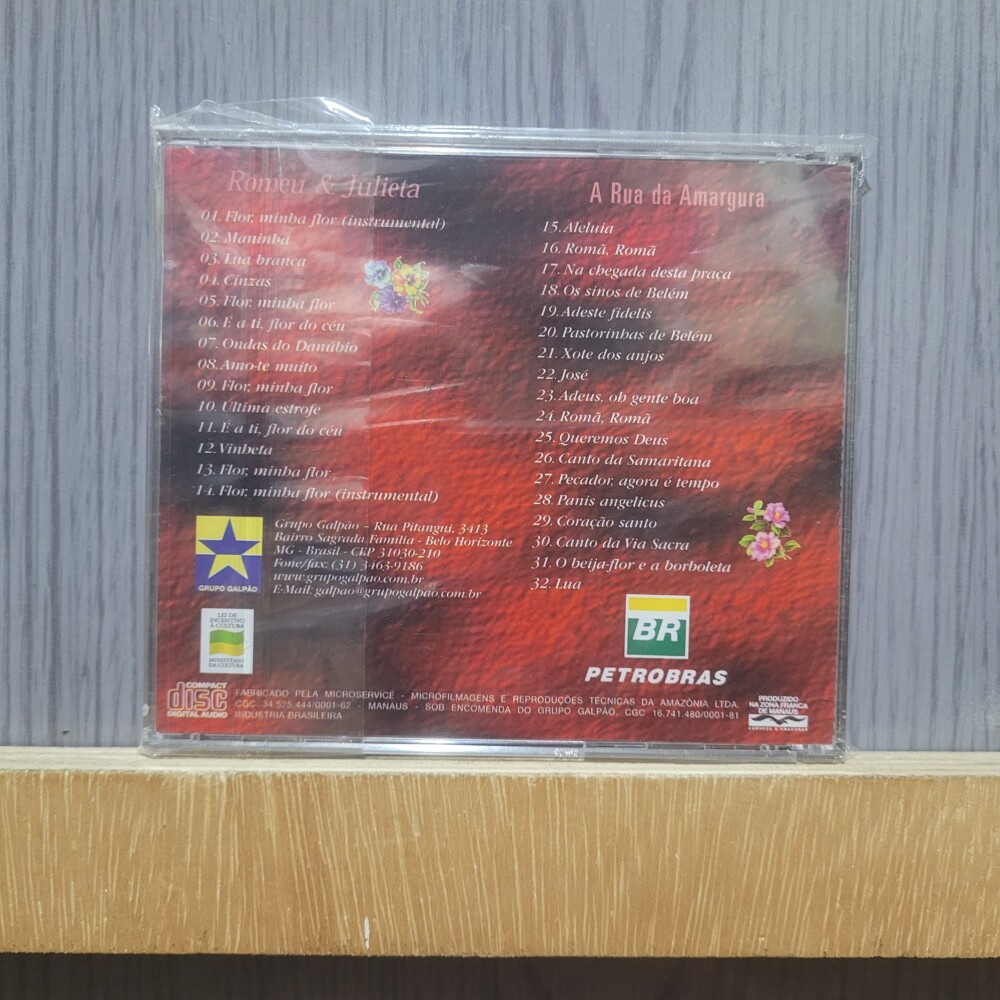 Romeu & Julieta
01. Flor, minha flor (instrumental)
02. Maninha
03. Lua branca
04. Cinzas
05. Flor, minha flor
06. E a ti, flor do céu
07. Ondas do Danúbio
08. Amo-te muito
09. Flor, minha flor
10. Última estrofe
11. E a ti, flor do céu
12. Vinheta
13. Flor, minha flor
14. Flor, minha flor (instrumental)
A Rua da Amargura
15. Aleluia
16. Romã, Romã
17. Na chegada desta praça
18. Os sinos de Belém
19. Adeste fidelis
20. Pastorinhas de Belém
21. Xote dos anjos
22. José
23. Adeus, oh gente boa
24. Romã, Romã
25. Queremos Deus
26. Canto da Samaritana
27. Pecador, agora é tempo
28. Panis angelicus
29. Coração santo
30. Canto da Via Sacra
31. O beija-flor e a borboleta
32. Lua
GRUPO GALPÃO
Grupo Galpão - Rua Pitangui, 3413
Bairro Sagrada Família - Belo Horizonte
MG - Brasil - CEP 31030-210
Fone/fax: (31) 3463-9186
www.grupogalpao.com.br
E-Mail: galpao@grupogalpao.com.br
LEI DE
INCENTIVO
À CULTURA
MINISTÉRIO
DA CULTURA
BR
PETROBRAS
COMPACT
disc
DIGITAL AUDIO
FABRICADO PELA MICROSERVICE - MICROFILMAGENS E REPRODUÇÕES TÉCNICAS DA AMAZÔNIA LTDA.
CGC 34.525.444/0001-62 - MANAUS - SOB ENCOMENDA DO GRUPO GALPÃO. CGC 16.741.480/0001-81
INDÚSTRIA BRASILEIRA
PRODUZIDO
NA ZONA FRANCA
DE MANAUS
CONHEÇA O AMAZONAS